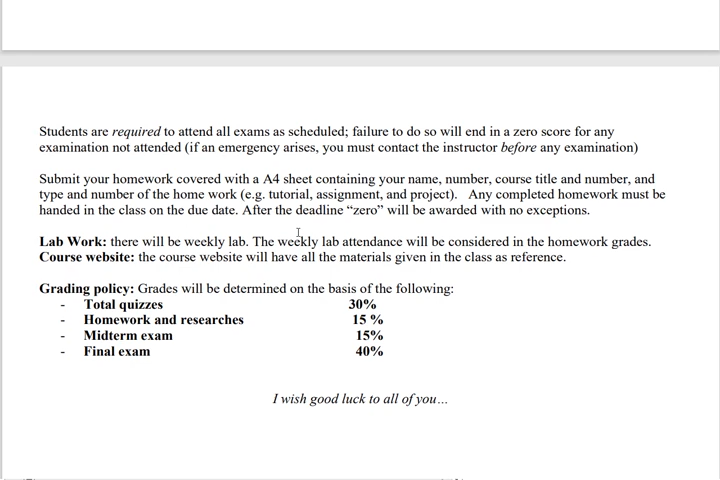 Students are required to attend all exams as scheduled; failure to do so will end in a zero score for any
examination not attended (if an emergency arises, you must contact the instructor before any examination)
Submit your homework covered with a A4 sheet containing your name, number, course title and number, and
type and number of the home work (e.g. tutorial, assignment, and project). Any completed homework must be
handed in the class on the due date. After the deadline “zero” will be awarded with no exceptions.
Lab Work: there will be weekly lab. The weekly lab attendance will be considered in the homework grades.
Course website: the course website will have all the materials given in the class as reference.
Grading policy: Grades will be determined on the basis of the following:
- Total quizzes 30%
- Homework and researches 15 %
- Midterm exam 15%
- Final exam 40%
I wish good luck to all of you…